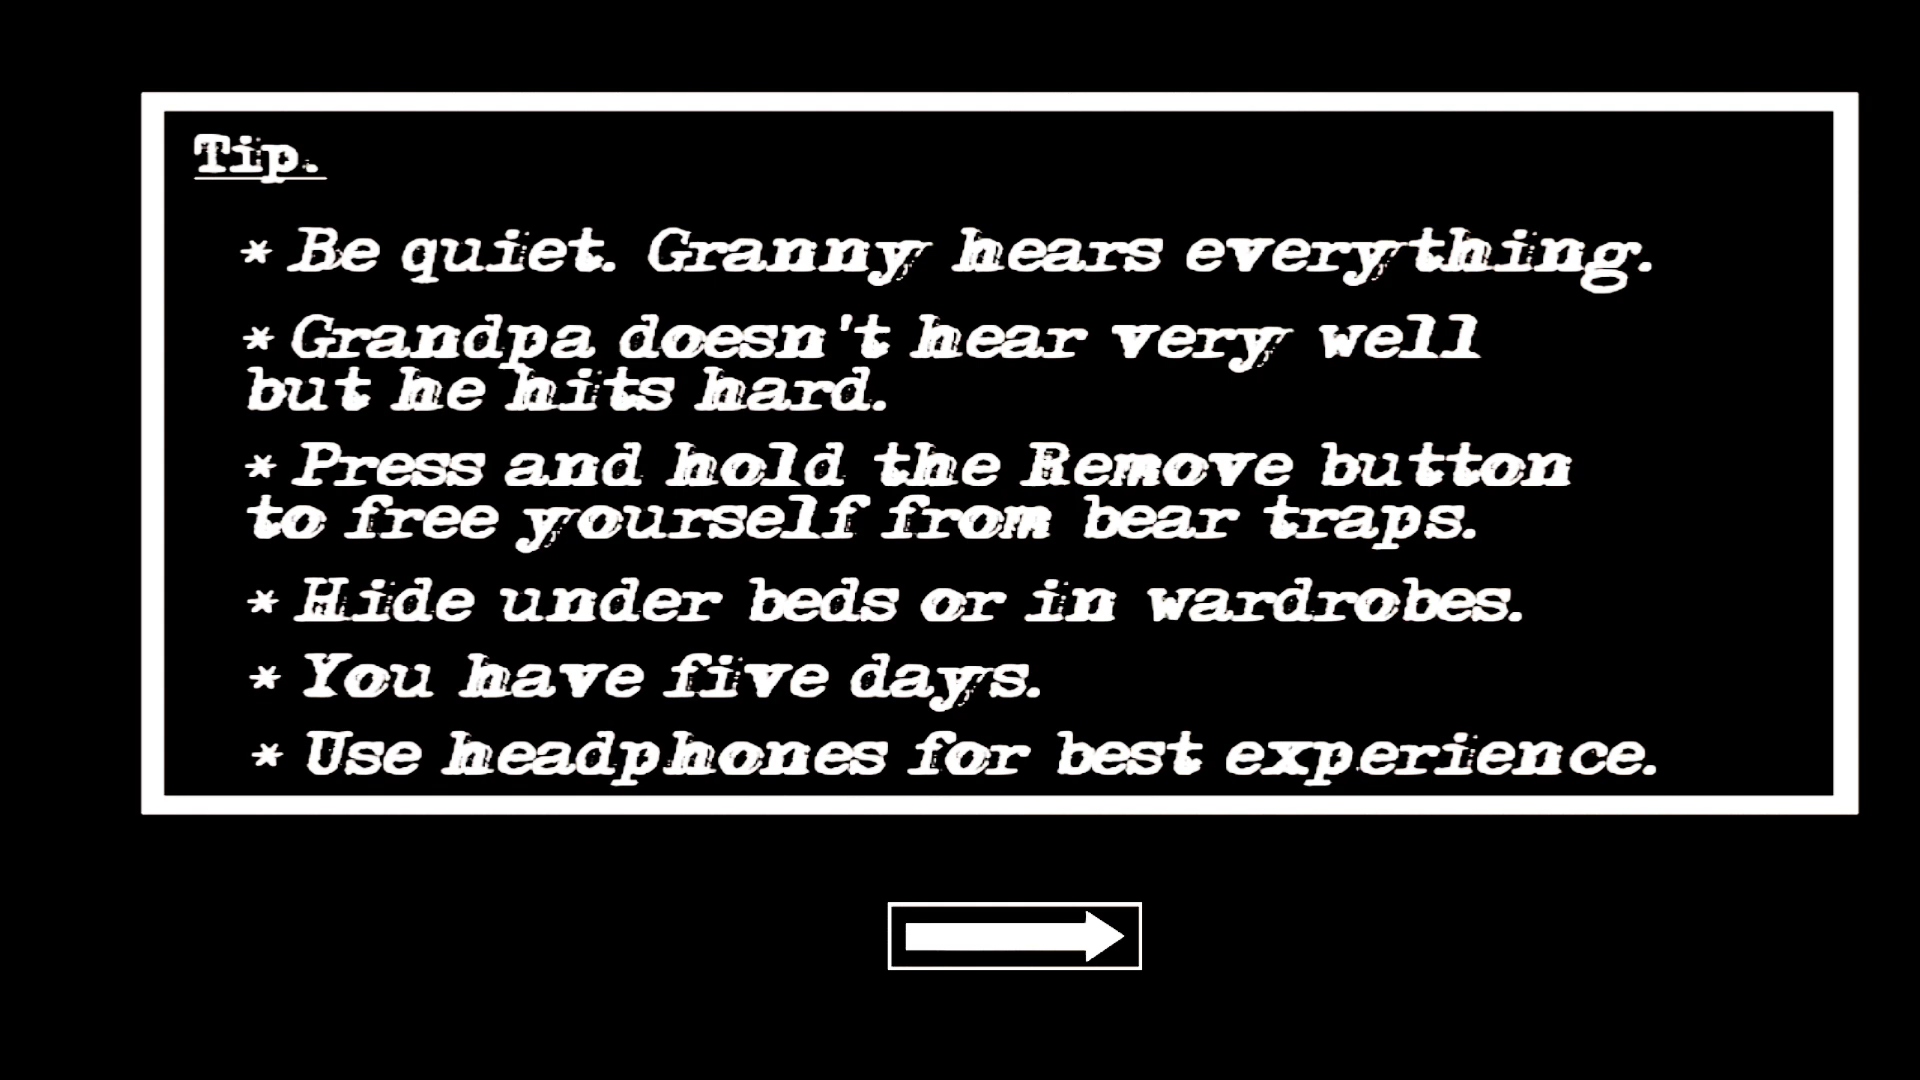 Tip.
* Be quiet. Granny hears everything.
* Grandpa doesn't hear very well
but he hits hard.
* Press and hold the Remove button
to free yourself from bear traps.
* Hide under beds or in wardrobes.
* You have five days.
* Use headphones for best experience.